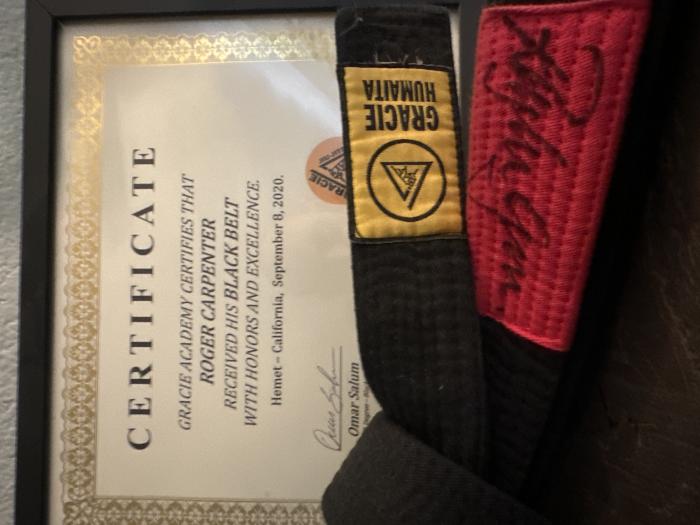 CERTIFICATE
GRACIE ACADEMY CERTIFIES THAT
ROGER CARPENTER
RECEIVED HIS BLACK BELT
WITH HONORS AND EXCELLENCE.
Hemet – California, September 8, 2020.
Omar Salum
GRACIE
GRACIE
HUMAITA